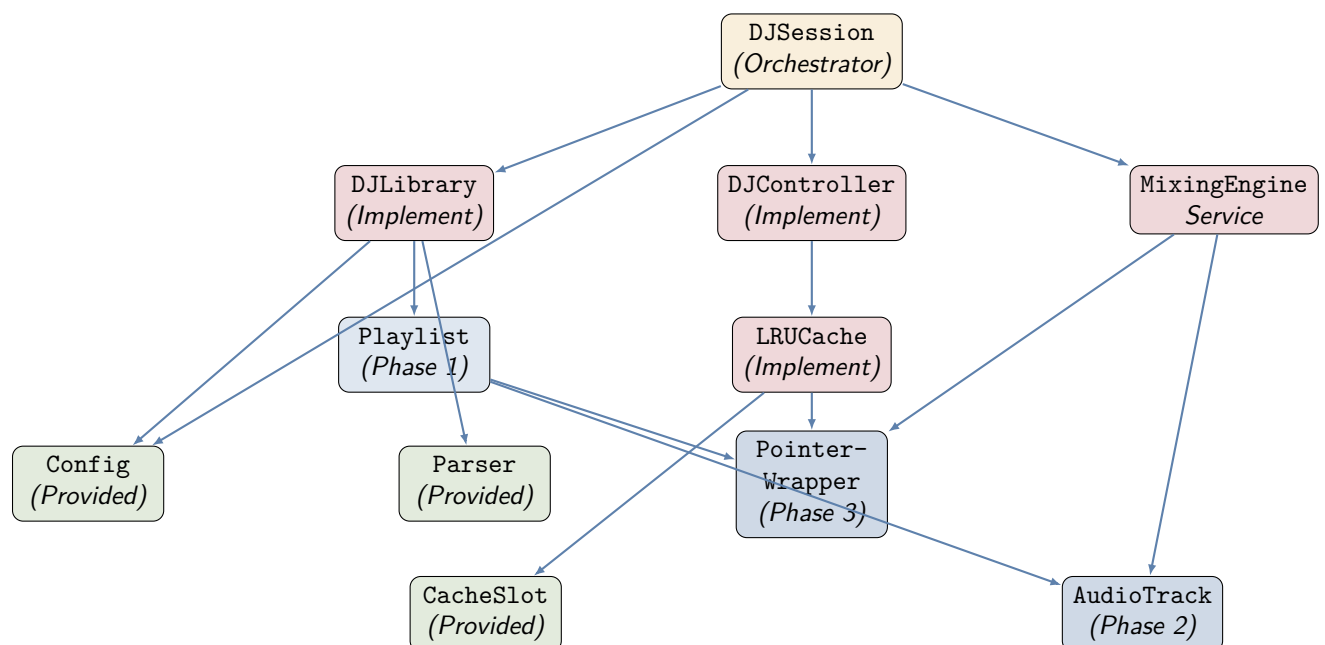 DJSession
(Orchestrator)
DJLibrary
(Implement)
DJController
(Implement)
MixingEngine
Service
Playlist
(Phase 1)
LRUCache
(Implement)
Config
(Provided)
Parser
(Provided)
Pointer-
Wrapper
(Phase 3)
CacheSlot
(Provided)
AudioTrack
(Phase 2)